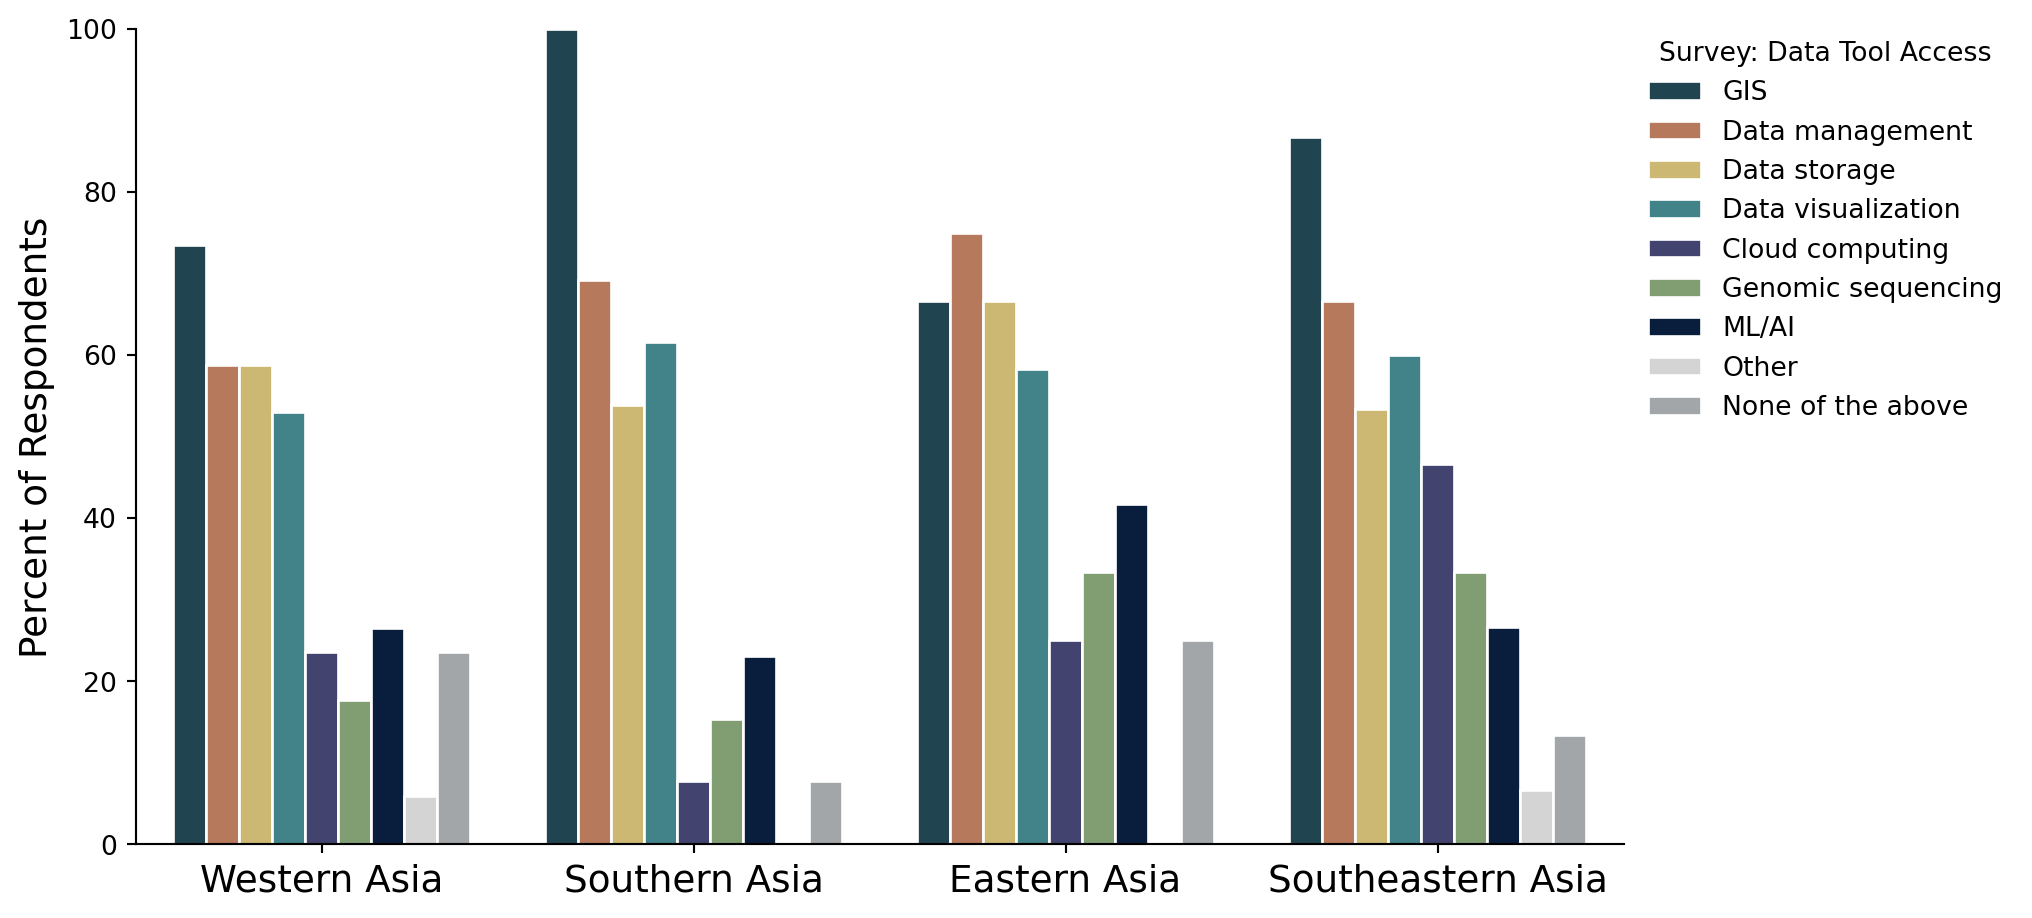 Percent of Respondents
100
80
60
40
20
0
Western Asia
Southern Asia
Eastern Asia
Southeastern Asia
Survey: Data Tool Access
GIS
Data management
Data storage
Data visualization
Cloud computing
Genomic sequencing
ML/AI
Other
None of the above